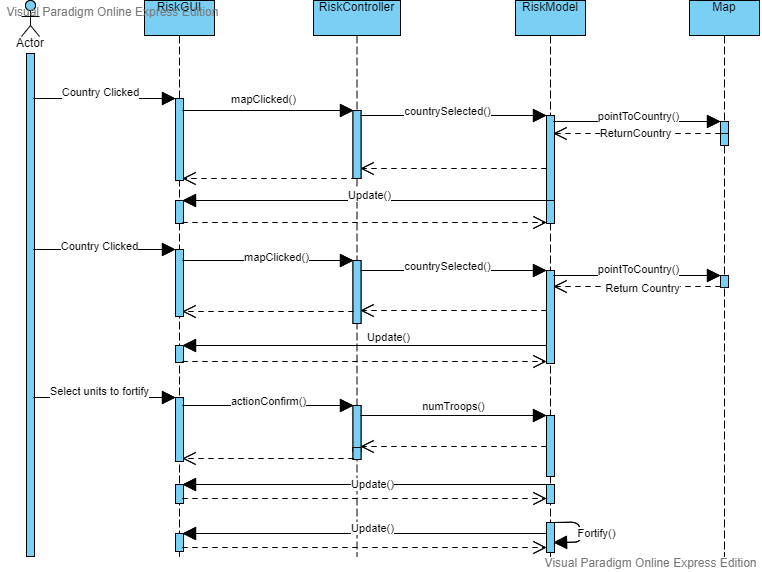 Visual Paradigm Online Express Edition
RiskGUI
RiskController
RiskModel
Map
Actor
Country Clicked
mapClicked()
countrySelected()
pointToCountry()
ReturnCountry
Update()
Country Clicked
mapClicked()
countrySelected()
pointToCountry()
Return Country
Update()
Select units to fortify
actionConfirm()
numTroops()
Update()
Update()
Fortify()
Visual Paradigm Online Express Edition